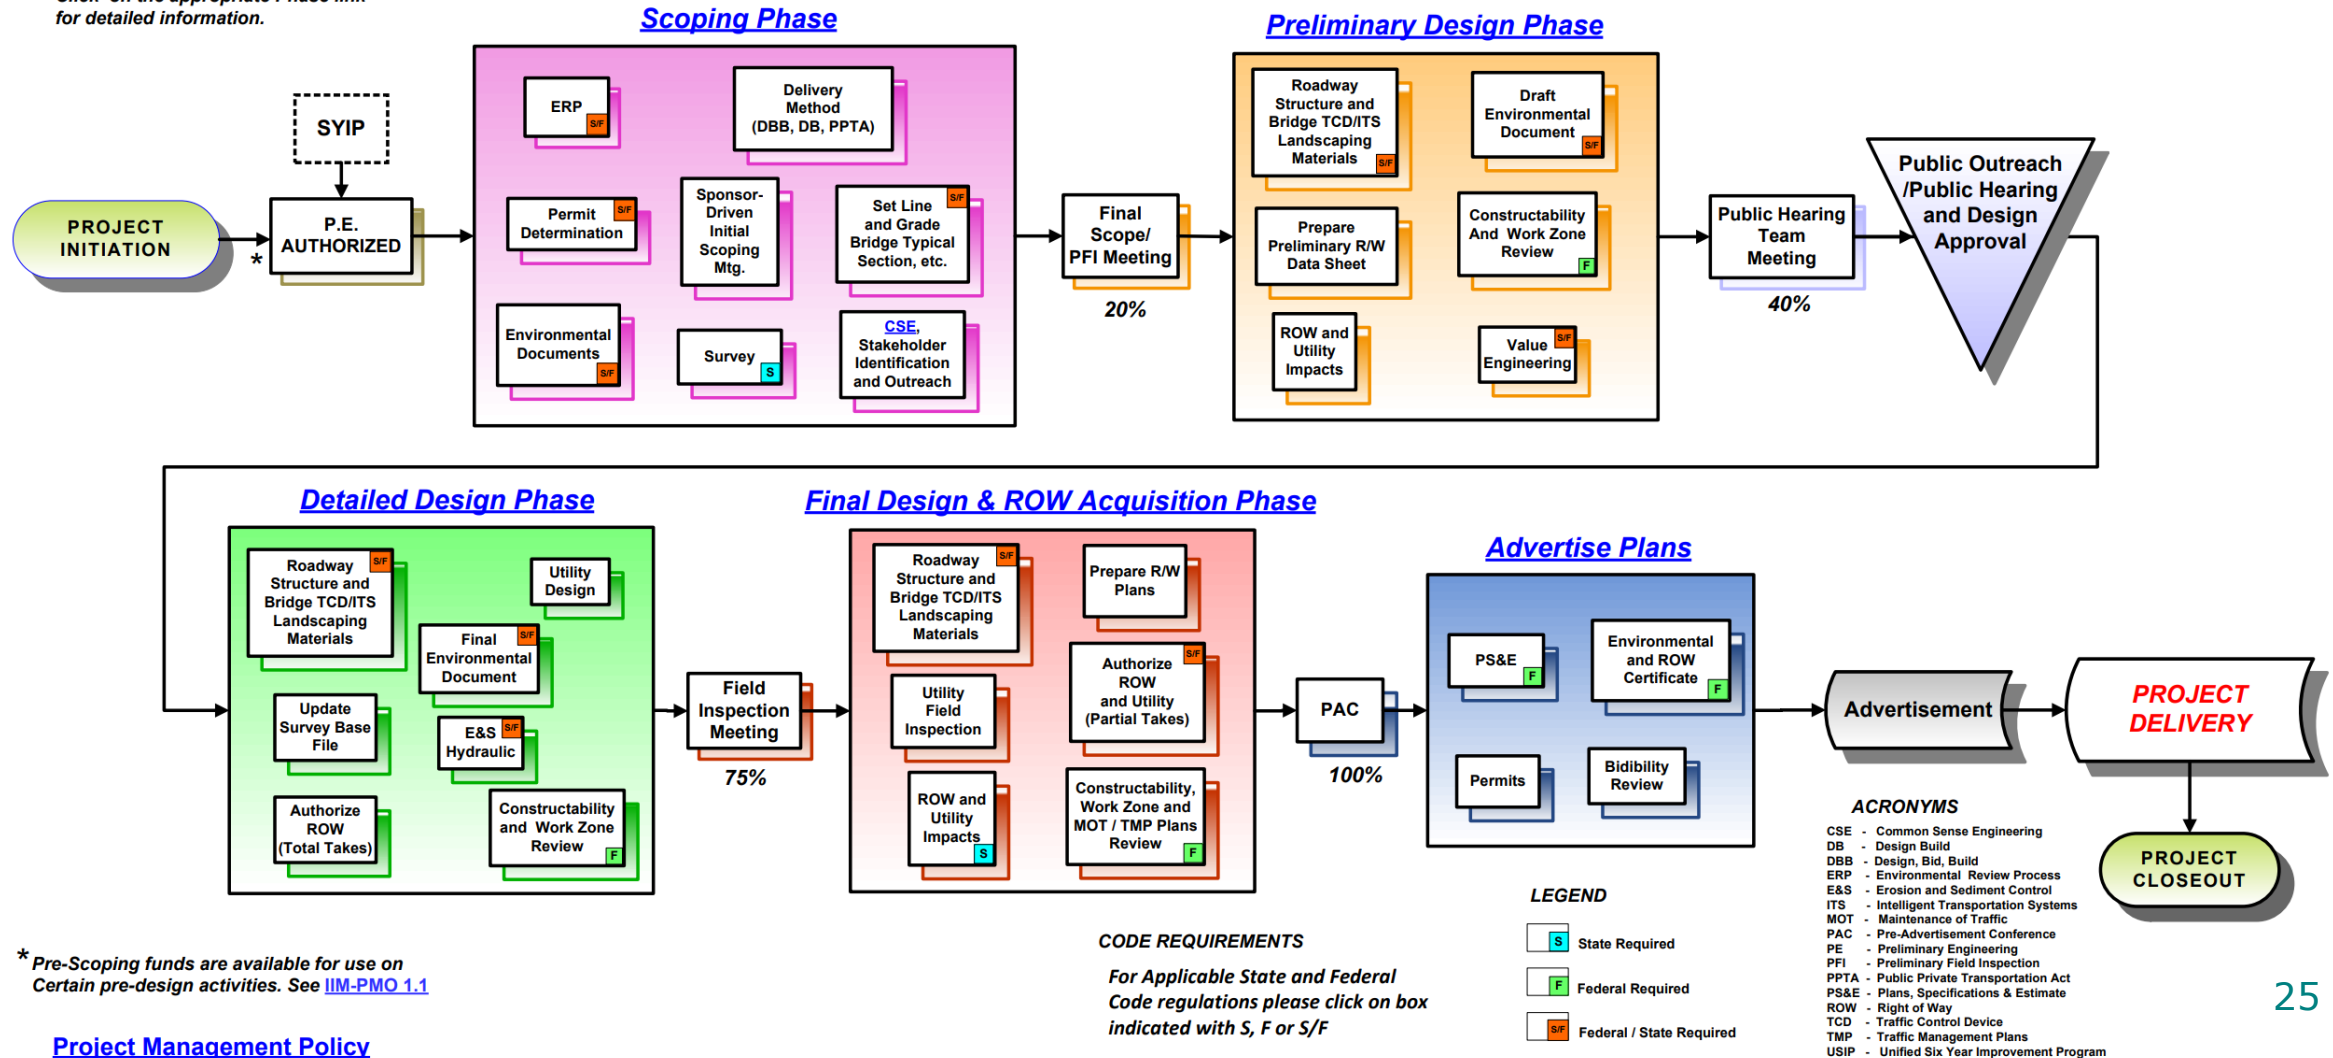 Click on the appropriate Phase link
for detailed information.
Scoping Phase
Preliminary Design Phase
SYIP
PROJECT
INITIATION
*
P.E.
AUTHORIZED
ERP
S/F
Delivery
Method
(DBB, DB, PPTA)
Permit
Determination
S/F
Sponsor-
Driven
Initial
Scoping
Mtg.
Set Line
and Grade
Bridge Typical
Section, etc.
S/F
Environmental
Documents
S/F
Survey
S
CSE,
Stakeholder
Identification
and Outreach
Final
Scope/
PFI Meeting
20%
Roadway
Structure and
Bridge TCD/ITS
Landscaping
Materials
S/F
Draft
Environmental
Document
S/F
Prepare
Preliminary R/W
Data Sheet
Constructability
And Work Zone
Review
F
ROW and
Utility
Impacts
Value
Engineering
S/F
Public Hearing
Team
Meeting
40%
Public Outreach
/Public Hearing
and Design
Approval
Detailed Design Phase
Final Design & ROW Acquisition Phase
Advertise Plans
Roadway
Structure and
Bridge TCD/ITS
Landscaping
Materials
S/F
Utility
Design
Final
Environmental
Document
S/F
Update
Survey Base
File
E&S
Hydraulic
S/F
Authorize
ROW
(Total Takes)
Constructability
and Work Zone
Review
F
Field
Inspection
Meeting
75%
Roadway
Structure and
Bridge TCD/ITS
Landscaping
Materials
S/F
Prepare R/W
Plans
Utility
Field
Inspection
Authorize
ROW
and Utility
(Partial Takes)
S/F
ROW and
Utility
Impacts
S
Constructability,
Work Zone and
MOT / TMP Plans
Review
F
PAC
100%
PS&E
F
Environmental
and ROW
Certificate
F
Permits
Bidibility
Review
Advertisement
PROJECT
DELIVERY
PROJECT
CLOSEOUT
* Pre-Scoping funds are available for use on
Certain pre-design activities. See IIM-PMO 1.1
Project Management Policy
CODE REQUIREMENTS
For Applicable State and Federal
Code regulations please click on box
indicated with S, F or S/F
LEGEND
S State Required
F Federal Required
S/F Federal / State Required
ACRONYMS
CSE - Common Sense Engineering
DB - Design Build
DBB - Design, Bid, Build
ERP - Environmental Review Process
E&S - Erosion and Sediment Control
ITS - Intelligent Transportation Systems
MOT - Maintenance of Traffic
PAC - Pre-Advertisement Conference
PE - Preliminary Engineering
PFI - Preliminary Field Inspection
PPTA - Public Private Transportation Act
PS&E - Plans, Specifications & Estimate
ROW - Right of Way
TCD - Traffic Control Device
TMP - Traffic Management Plans
USIP - Unified Six Year Improvement Program
25